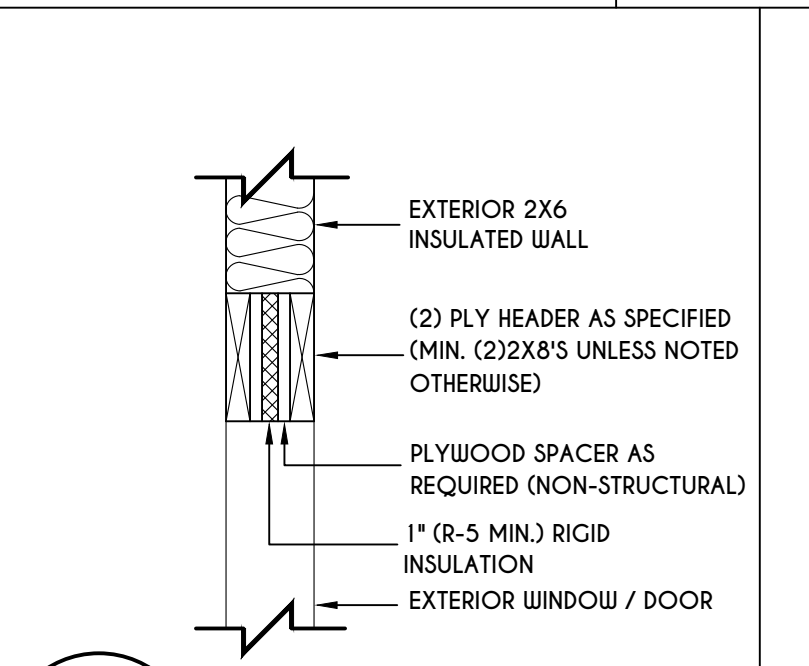 EXTERIOR 2X6
INSULATED WALL
(2) PLY HEADER AS SPECIFIED
(MIN. (2)2X8'S UNLESS NOTED
OTHERWISE)
PLYWOOD SPACER AS
REQUIRED (NON-STRUCTURAL)
1" (R-5 MIN.) RIGID
INSULATION
EXTERIOR WINDOW / DOOR